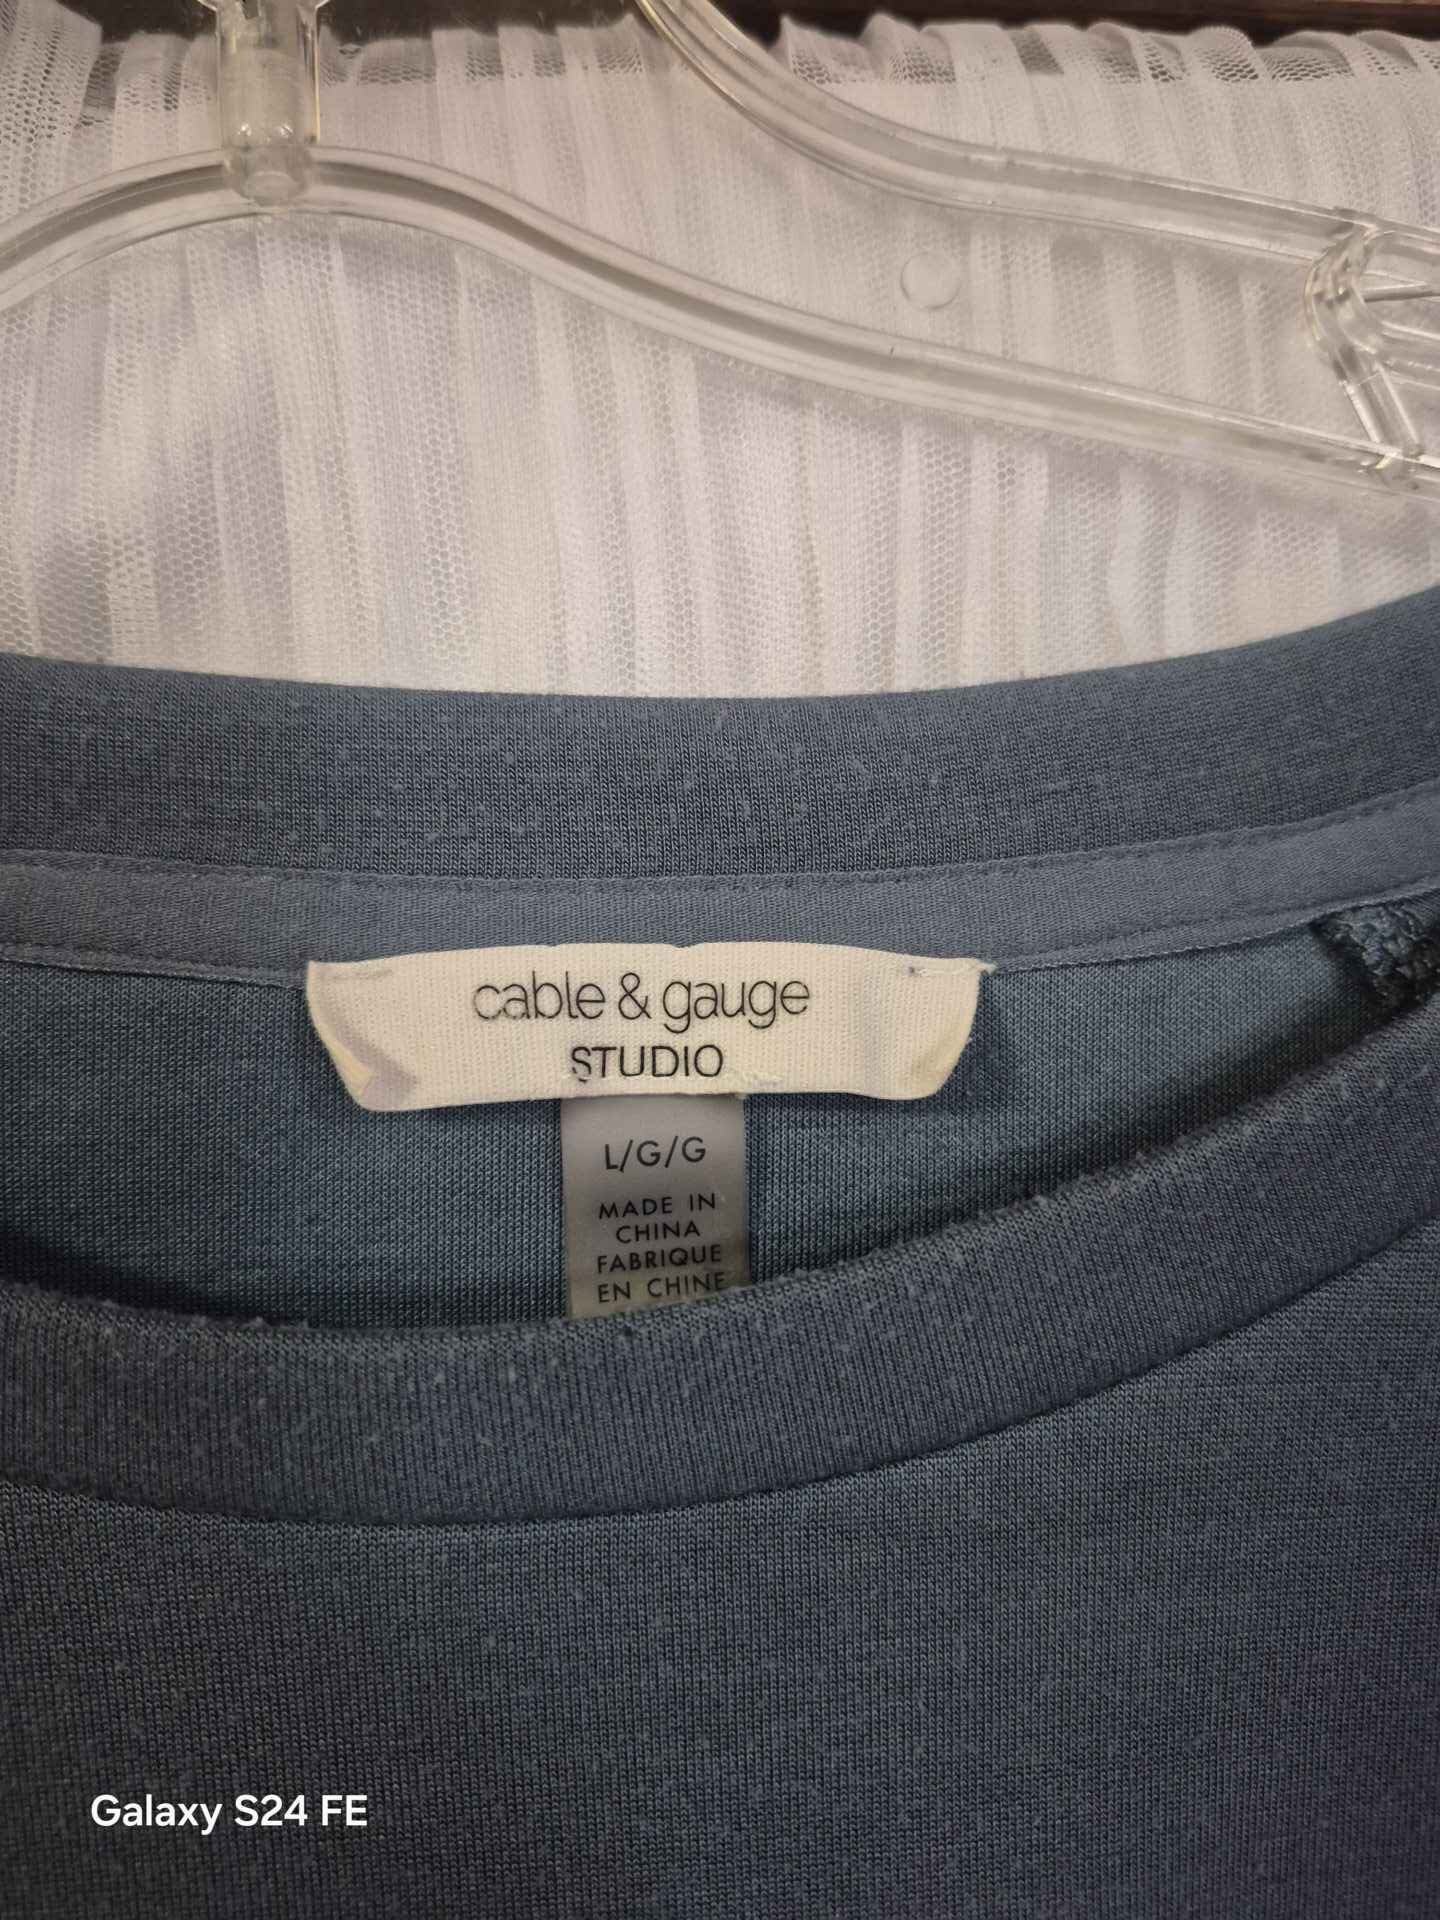 cable & gauge
STUDIO
L/G/G
MADE IN
CHINA
FABRIQUE
EN CHINE
Galaxy S24 FE